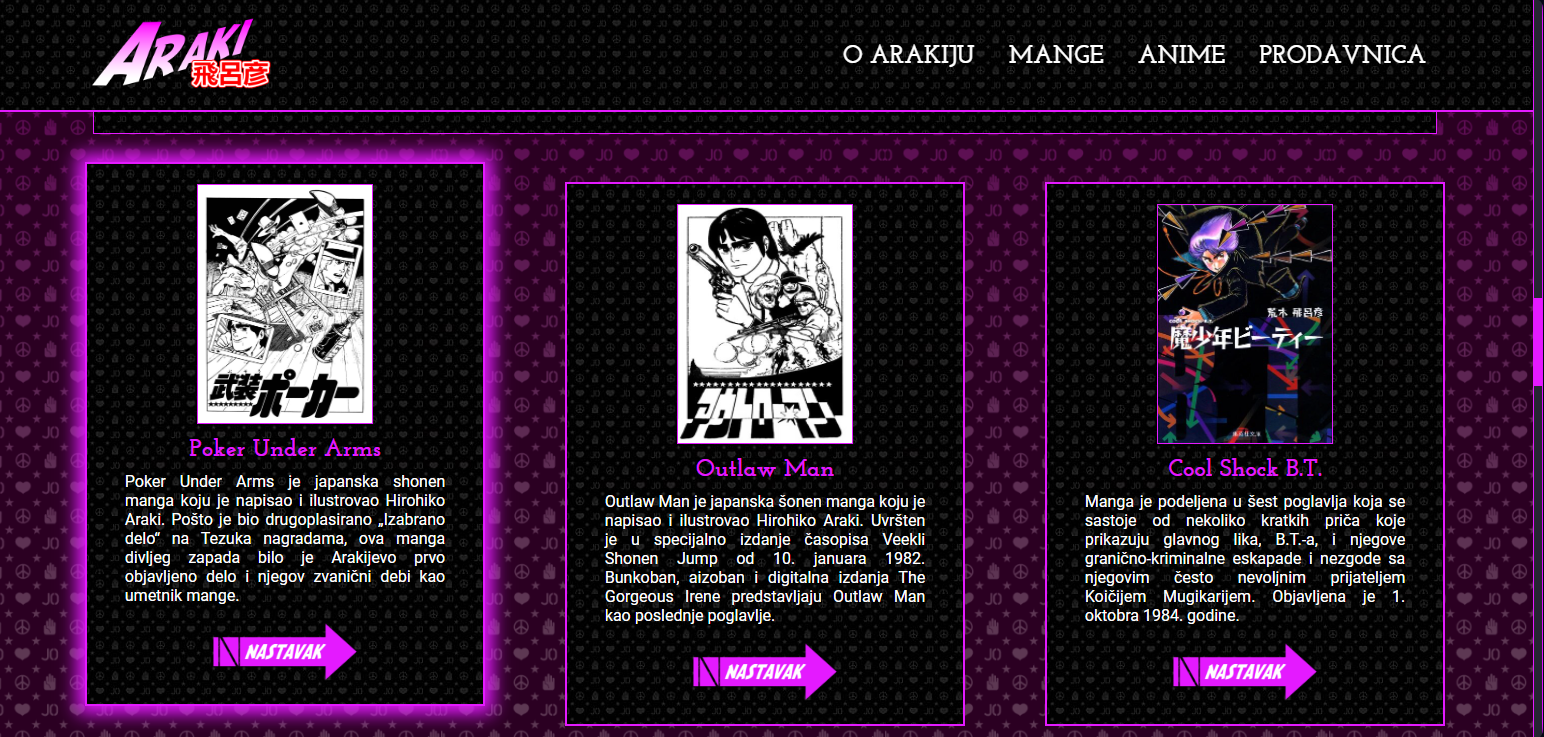 ARAKI
飛呂彦
O ARAKIJU MANGE ANIME PRODAVNICA
武装
ポーカー
Poker Under Arms
Poker Under Arms je japanska shonen
manga koju je napisao i ilustrovao Hirohiko
Araki. Pošto je bio drugoplasirano „Izabrano
delo“ na Tezuka nagradama, ova manga
divljeg zapada bilo je Arakijevo prvo
objavljeno delo i njegov zvanični debi kao
umetnik mange.
NASTAVAK
アウトローマン
Outlaw Man
Outlaw Man je japanska šonen manga koju je
napisao i ilustrovao Hirohiko Araki. Uvršten
je u specijalno izdanje časopisa Veekli
Shonen Jump od 10. januara 1982.
Bunkoban, aizoban i digitalna izdanja The
Gorgeous Irene predstavljaju Outlaw Man
kao poslednje poglavlje.
NASTAVAK
荒木 飛呂彦
魔少年ビーティー
Cool Shock B.T.
Manga je podeljena u šest poglavlja koja se
sastoje od nekoliko kratkih priča koje
prikazuju glavnog lika, B.T.-a, i njegove
granično-kriminalne eskapade i nezgode sa
njegovim često nevoljnim prijateljem
Koičijem Mugikarijem. Objavljena je 1.
oktobra 1984. godine.
NASTAVAK